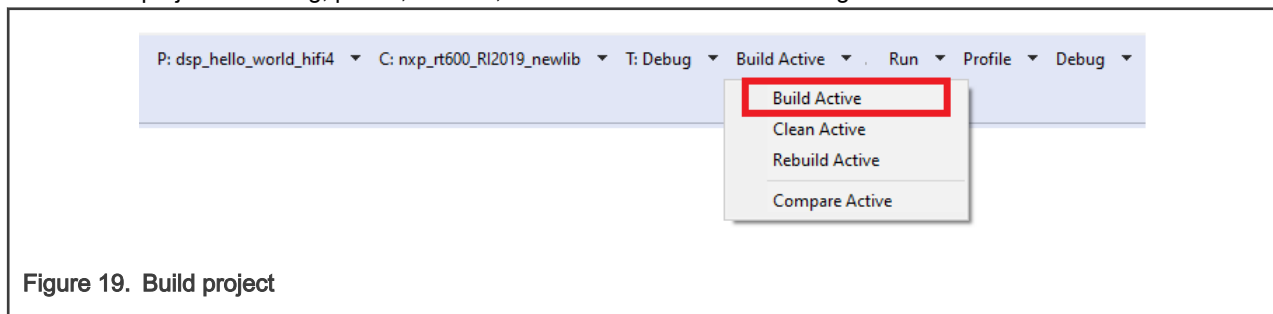 P: dsp_hello_world_hifi4 C: nxp_rt600_RI2019_newlib T: Debug Build Active Run Profile Debug
Build Active
Clean Active
Rebuild Active
Compare Active
Figure 19. Build project